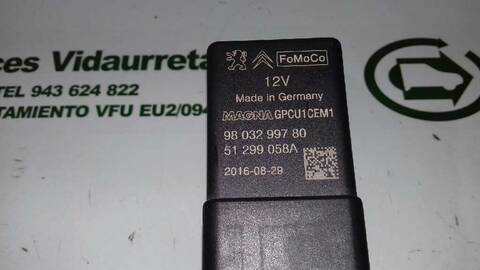 ces Vidaurreta
TEL 943 624 822
TAMIENTO VFU EU2/094
FoMoCo
12V
Made in Germany
MAGNA GPCU1CEM1
98 032 997 80
51 299 058A
2016-08-29